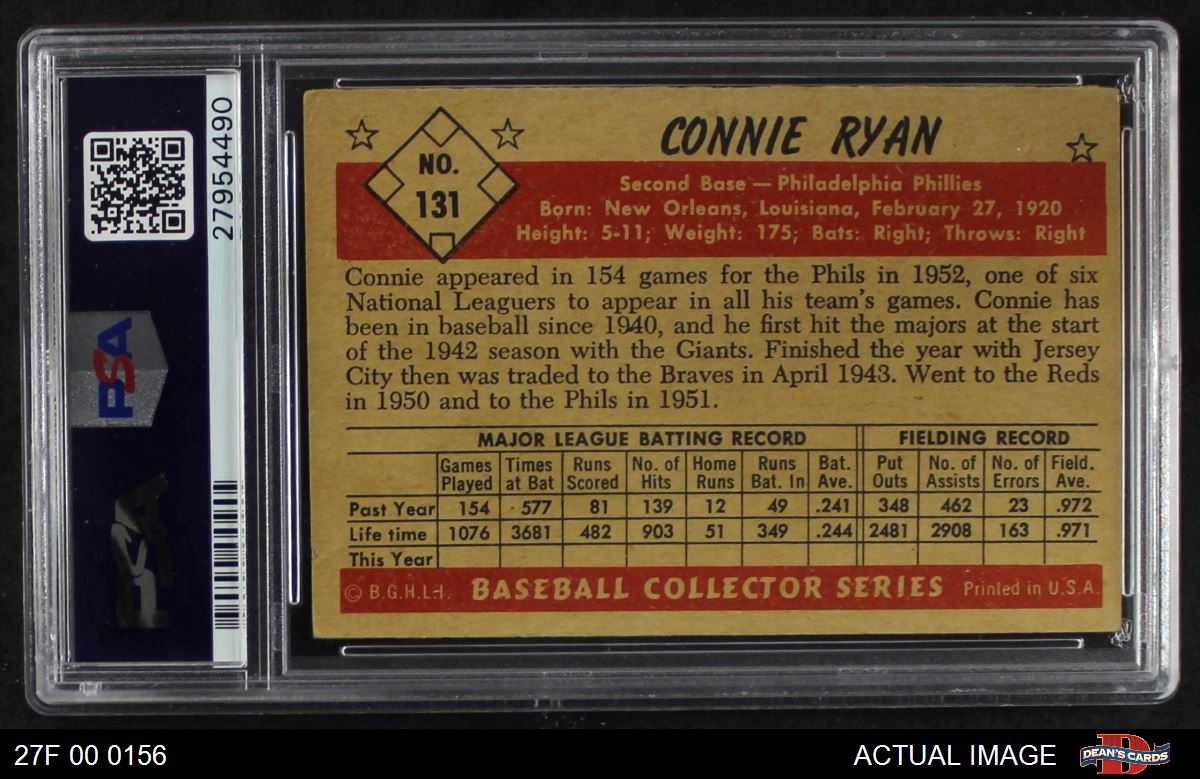 27954490
PSA
CONNIE RYAN
NO.
131
Second Base — Philadelphia Phillies
Born: New Orleans, Louisiana, February 27, 1920
Height: 5-11; Weight: 175; Bats: Right; Throws: Right
Connie appeared in 154 games for the Phils in 1952, one of six
National Leaguers to appear in all his team's games. Connie has
been in baseball since 1940, and he first hit the majors at the start
of the 1942 season with the Giants. Finished the year with Jersey
City then was traded to the Braves in April 1943. Went to the Reds
in 1950 and to the Phils in 1951.
MAJOR LEAGUE BATTING RECORD FIELDING RECORD
Games Times Runs No. of Home Runs Bat. Put No. of No. of Field.
Played at Bat Scored Hits Runs Bat. In Ave. Outs Assists Errors Ave.
Past Year 154 577 81 139 12 49 .241 348 462 23 .972
Life time 1076 3681 482 903 51 349 .244 2481 2908 163 .971
This Year
© B.G.H.L.I. BASEBALL COLLECTOR SERIES Printed in U.S.A.
27F 00 0156
ACTUAL IMAGE
DEAN'S CARDS